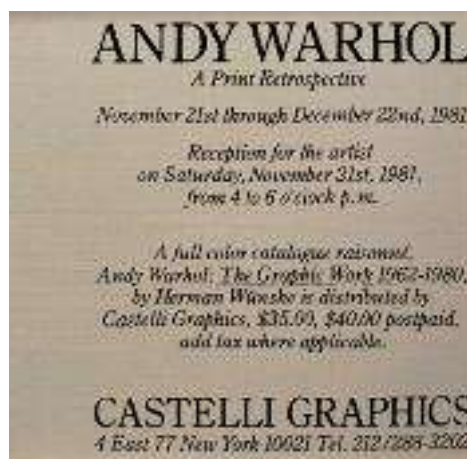 ANDY WARHOL
A Print Retrospective
November 21st through December 22nd, 1981
Reception for the artist
on Saturday, November 21st, 1981,
from 4 to 6 o'clock p.m.
A full color catalogue raisonné,
Andy Warhol: The Graphic Work 1962-1980,
by Herman Wünsche is distributed by
Castelli Graphics, $35.00, $40.00 postpaid,
add tax where applicable.
CASTELLI GRAPHICS
4 East 77 New York 10021 Tel. 212/288-3202